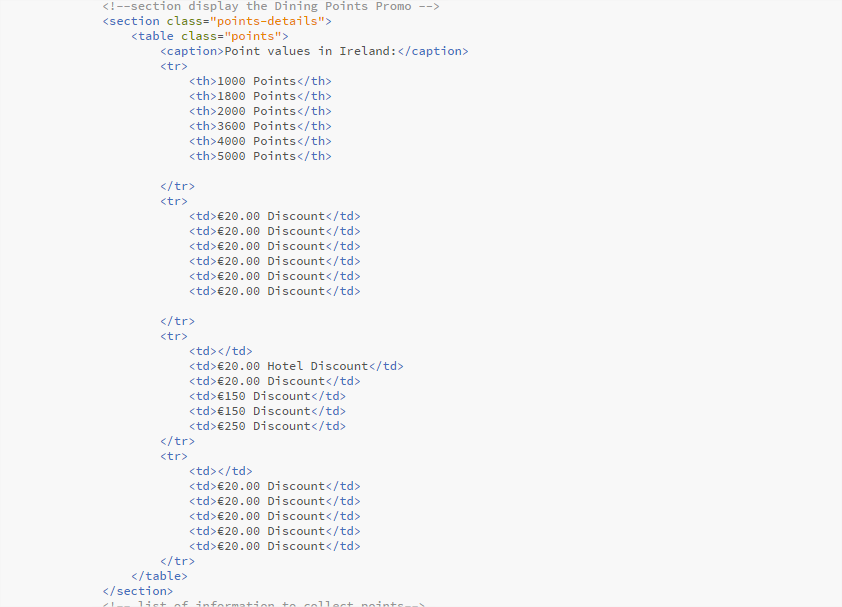 <!--section display the Dining Points Promo -->
<section class="points-details">
<table class="points">
<caption>Point values in Ireland:</caption>
<tr>
<th>1000 Points</th>
<th>1800 Points</th>
<th>2000 Points</th>
<th>3600 Points</th>
<th>4000 Points</th>
<th>5000 Points</th>
</tr>
<tr>
<td>€20.00 Discount</td>
<td>€20.00 Discount</td>
<td>€20.00 Discount</td>
<td>€20.00 Discount</td>
<td>€20.00 Discount</td>
<td>€20.00 Discount</td>
</tr>
<tr>
<td></td>
<td>€20.00 Hotel Discount</td>
<td>€20.00 Discount</td>
<td>€150 Discount</td>
<td>€150 Discount</td>
<td>€250 Discount</td>
</tr>
<tr>
<td></td>
<td>€20.00 Discount</td>
<td>€20.00 Discount</td>
<td>€20.00 Discount</td>
<td>€20.00 Discount</td>
<td>€20.00 Discount</td>
</tr>
</table>
</section>
<!-- list of information to collect points-->